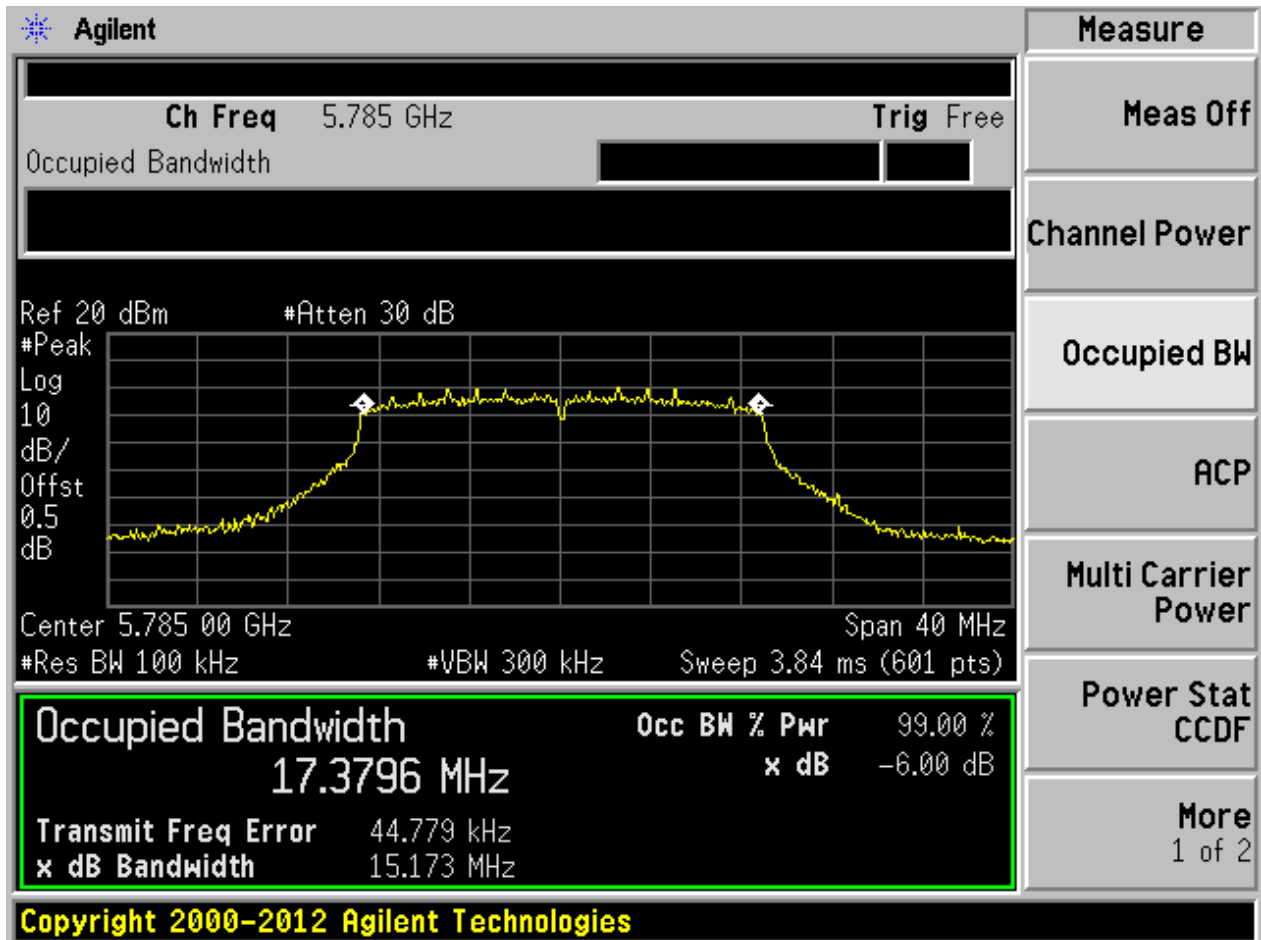 Agilent
Measure
Ch Freq 5.785 GHz Trig Free
Occupied Bandwidth
Meas Off
Channel Power
Occupied BW
ACP
Multi Carrier
Power
Power Stat
CCDF
More
1 of 2
Ref 20 dBm #Atten 30 dB
#Peak
Log
10
dB/
Offst
0.5
dB
Center 5.785 00 GHz Span 40 MHz
#Res BW 100 kHz #VBW 300 kHz Sweep 3.84 ms (601 pts)
Occupied Bandwidth Occ BW % Pwr 99.00 %
17.3796 MHz x dB -6.00 dB
Transmit Freq Error 44.779 kHz
x dB Bandwidth 15.173 MHz
Copyright 2000-2012 Agilent Technologies